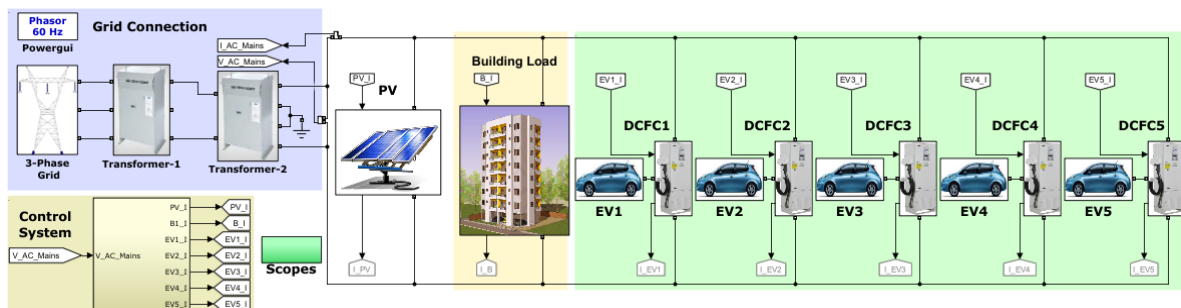 Phasor
60 Hz
Powergui
Grid Connection
I_AC_Mains
V_AC_Mains
3-Phase
Grid
Transformer-1
Transformer-2
PV_I
PV
I_PV
Building Load
B_I
I_B
EV1_I
EV2_I
EV3_I
EV4_I
EV5_I
DCFC1
DCFC2
DCFC3
DCFC4
DCFC5
EV1
EV2
EV3
EV4
EV5
I_EV1
I_EV2
I_EV3
I_EV4
I_EV5
Control
System
V_AC_Mains
V_AC_Mains
PV_I
PV_I
B1_I
B_I
EV1_I
EV1_I
EV2_I
EV2_I
EV3_I
EV3_I
EV4_I
EV4_I
EV5_I
EV5_I
Scopes